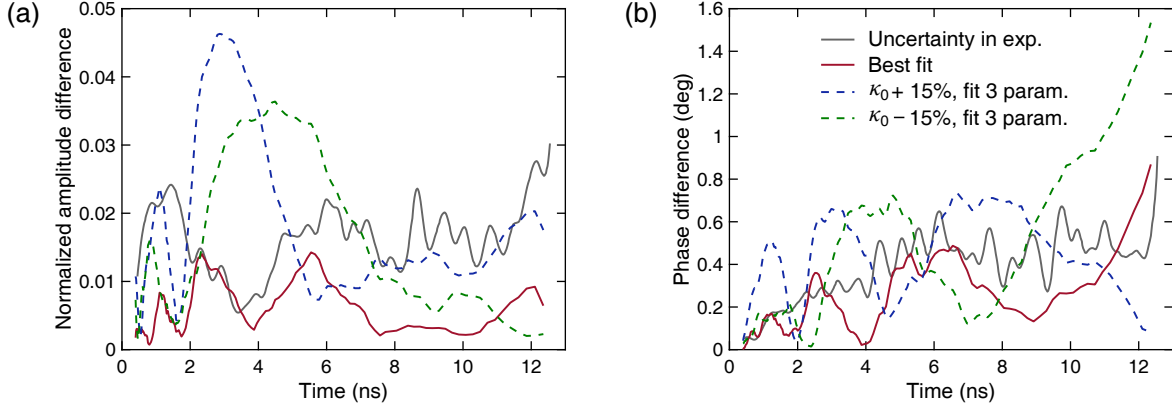 (a)
Normalized amplitude difference
0.05
0.04
0.03
0.02
0.01
0
0 2 4 6 8 10 12
Time (ns)
(b)
Phase difference (deg)
1.6
1.4
1.2
1
0.8
0.6
0.4
0.2
0
0 2 4 6 8 10 12
Time (ns)
Uncertainty in exp.
Best fit
κ₀ + 15%, fit 3 param.
κ₀ − 15%, fit 3 param.